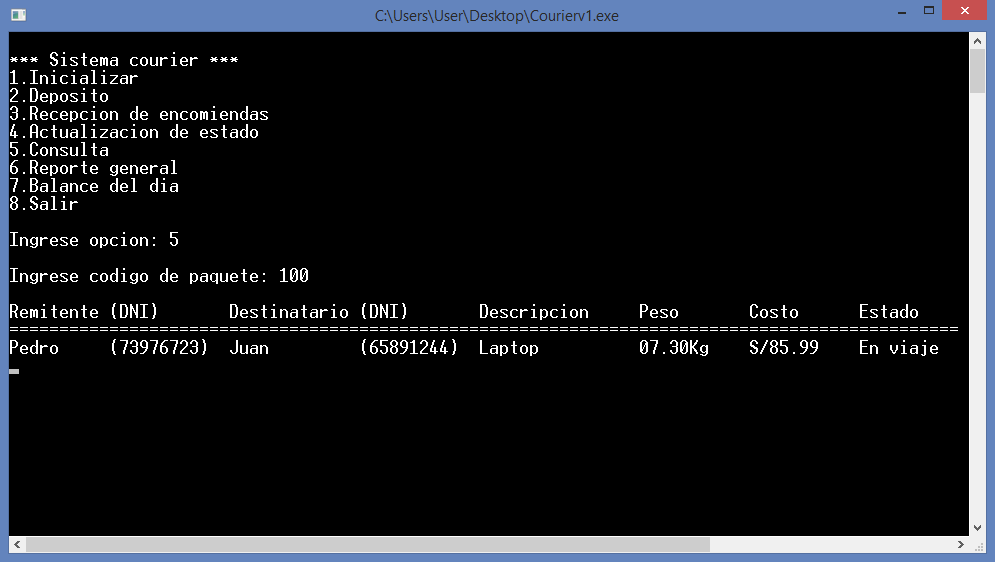 C:\Users\User\Desktop\Courierv1.exe
*** Sistema courier ***
1.Inicializar
2.Deposito
3.Recepcion de encomiendas
4.Actualizacion de estado
5.Consulta
6.Reporte general
7.Balance del dia
8.Salir
Ingrese opcion: 5
Ingrese codigo de paquete: 100
Remitente (DNI) Destinatario (DNI) Descripcion Peso Costo Estado
===============================================================================================
Pedro (73976723) Juan (65891244) Laptop 07.30Kg S/85.99 En viaje